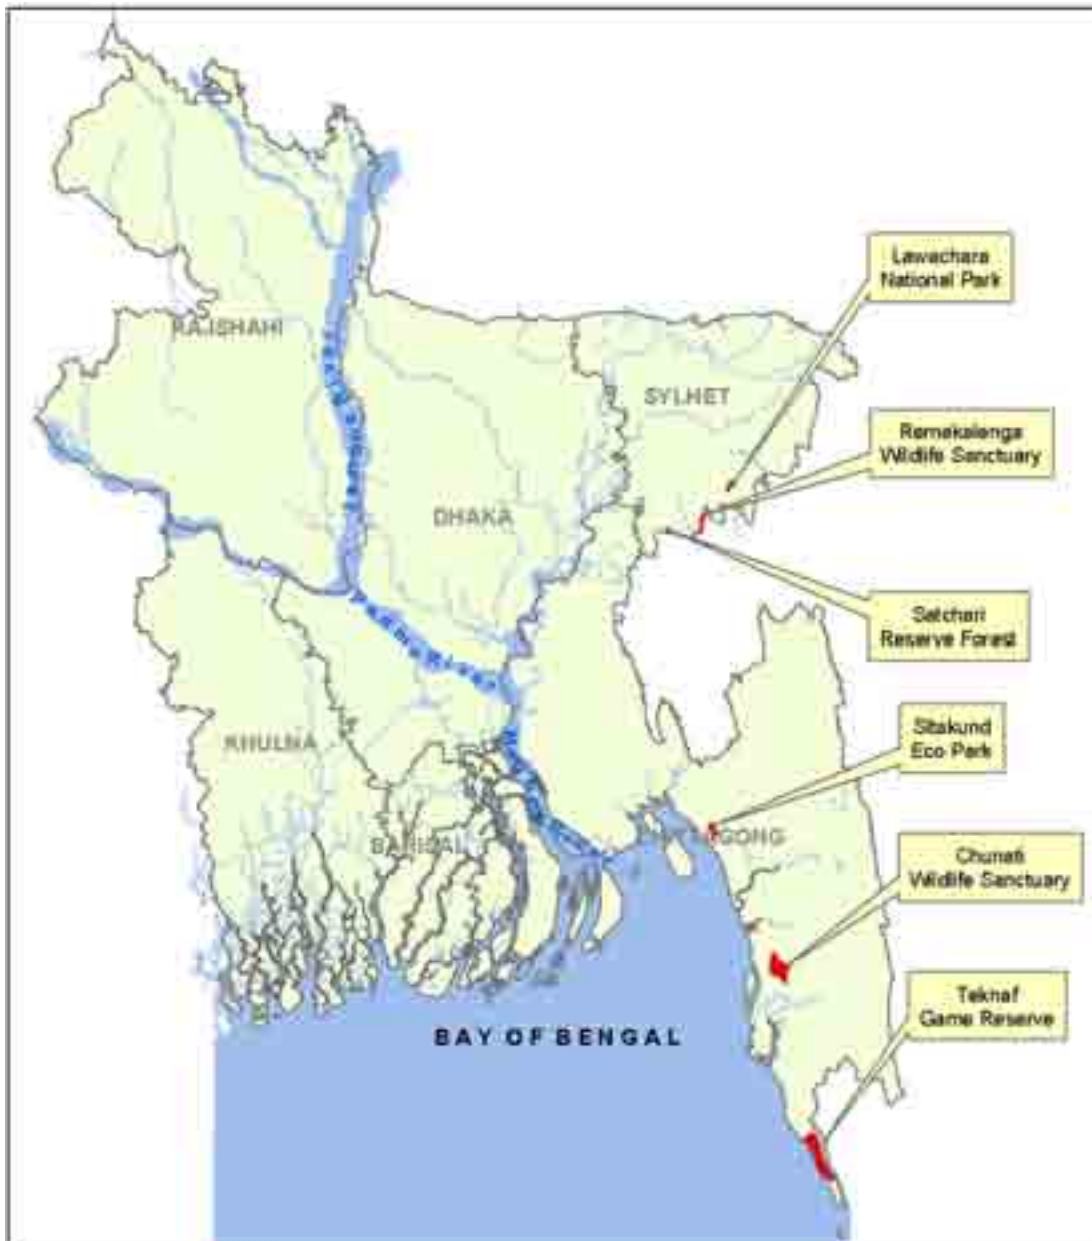 Lawachara
National Park
RAJSHAHI
SYLHET
Remakalenga
Wildlife Sanctuary
DHAKA
Satchari
Reserve Forest
Sitakund
Eco Park
KHULNA
Chunati
Wildlife Sanctuary
Teknaf
Game Reserve
BAY OF BENGAL